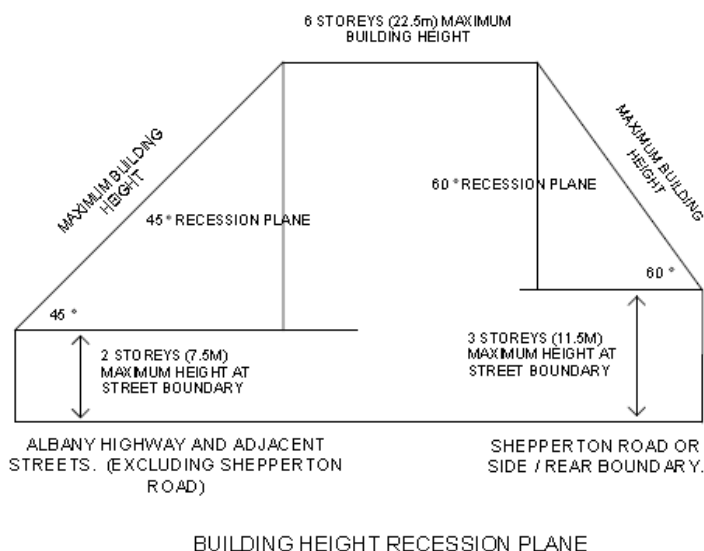 6 STOREYS (22.5m) MAXIMUM
BUILDING HEIGHT
MAXIMUM BUILDING
HEIGHT
MAXIMUM BUILDING
HEIGHT
60° RECESSION PLANE
45° RECESSION PLANE
60°
45°
2 STOREYS (7.5M)
MAXIMUM HEIGHT AT
STREET BOUNDARY
3 STOREYS (11.5M)
MAXIMUM HEIGHT AT
STREET BOUNDARY
ALBANY HIGHWAY AND ADJACENT
STREETS. (EXCLUDING SHEPPERTON
ROAD)
SHEPPERTON ROAD OR
SIDE / REAR BOUNDARY.
BUILDING HEIGHT RECESSION PLANE